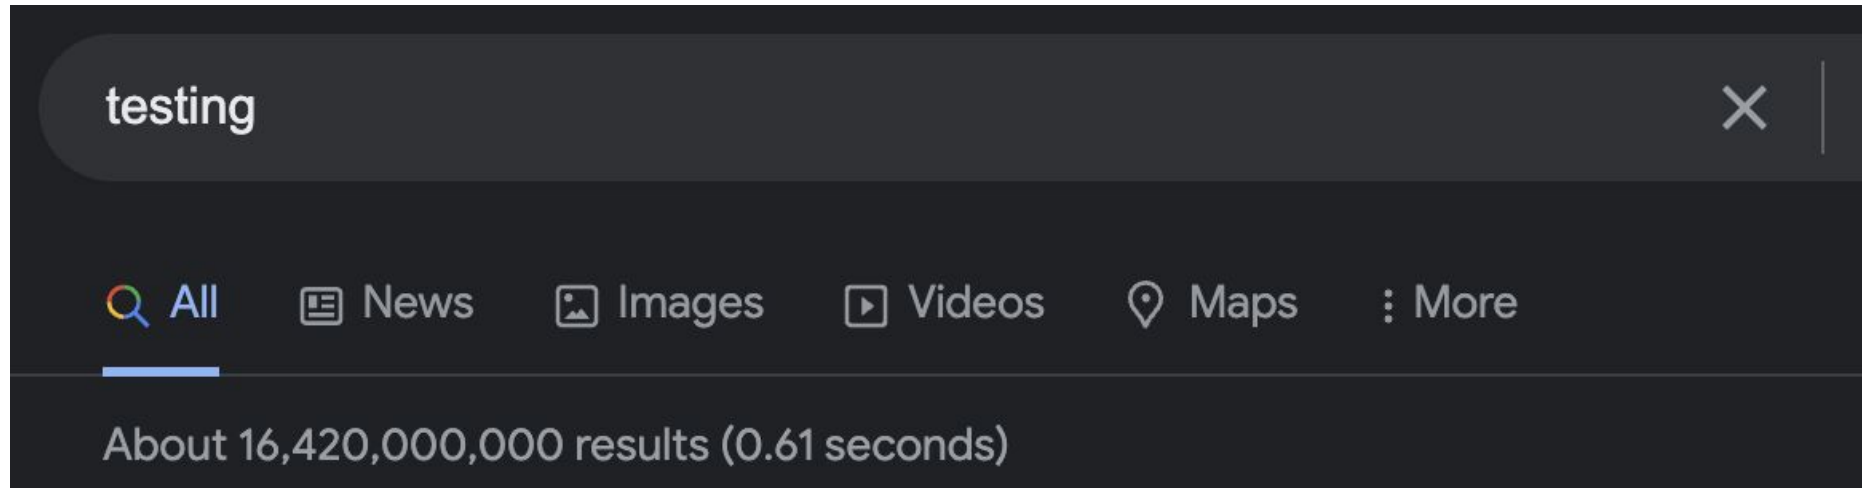 testing
All News Images Videos Maps More
About 16,420,000,000 results (0.61 seconds)